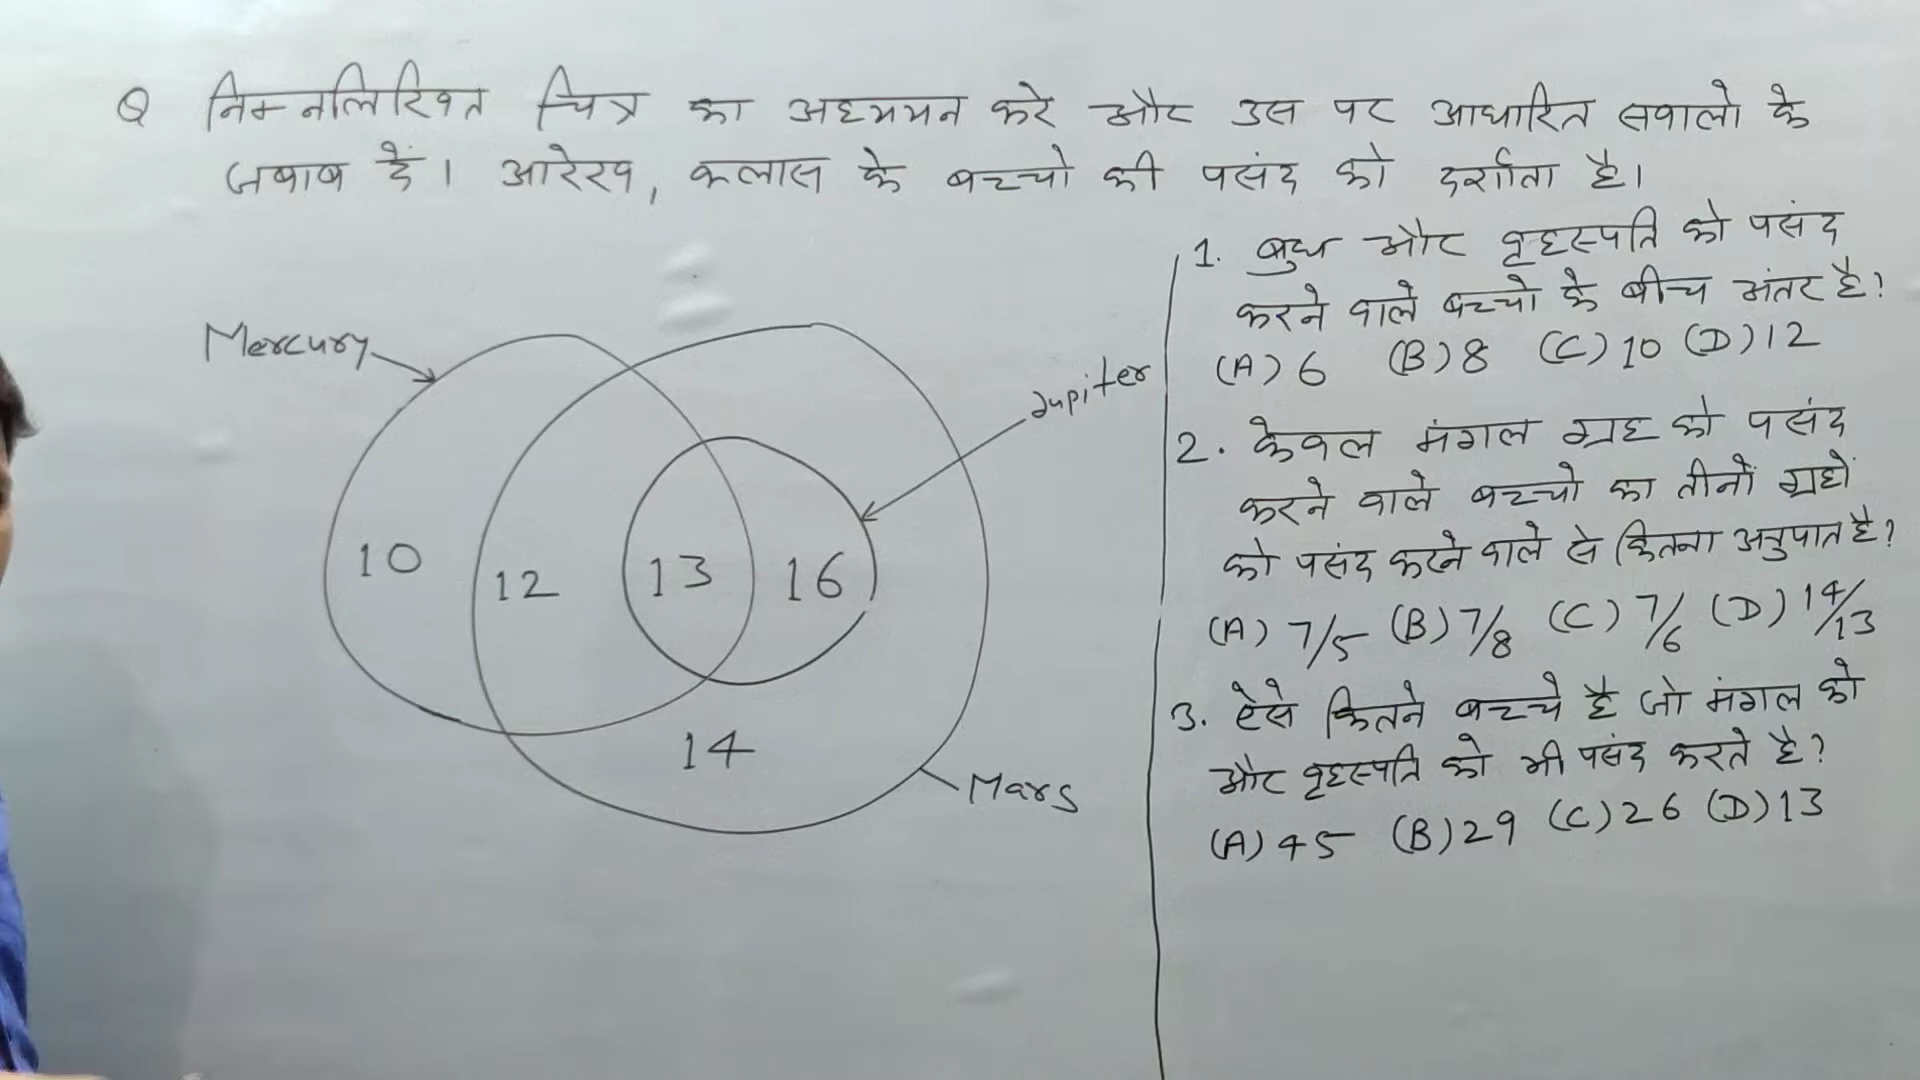 Q निम्नलिखित चित्र का अध्ययन करे और उस पर आधारित सवालो के
जबाब दें। आरेख, क्लास के बच्चो की पसंद को दर्शाता है।
Mercury
Jupiter
10
12
13
16
14
Mars
1. बुध और वृहस्पति को पसंद
करने वाले बच्चो के बीच अंतर है?
(A) 6 (B) 8 (C) 10 (D) 12
2. केवल मंगल ग्रह को पसंद
करने वाले बच्चो का तीनों ग्रहों
को पसंद करने वाले से कितना अनुपात है?
(A) 7/5 (B) 7/8 (C) 7/6 (D) 14/13
3. ऐसे कितने बच्चे है जो मंगल को
और वृहस्पति को भी पसंद करते है?
(A) 45 (B) 29 (C) 26 (D) 13